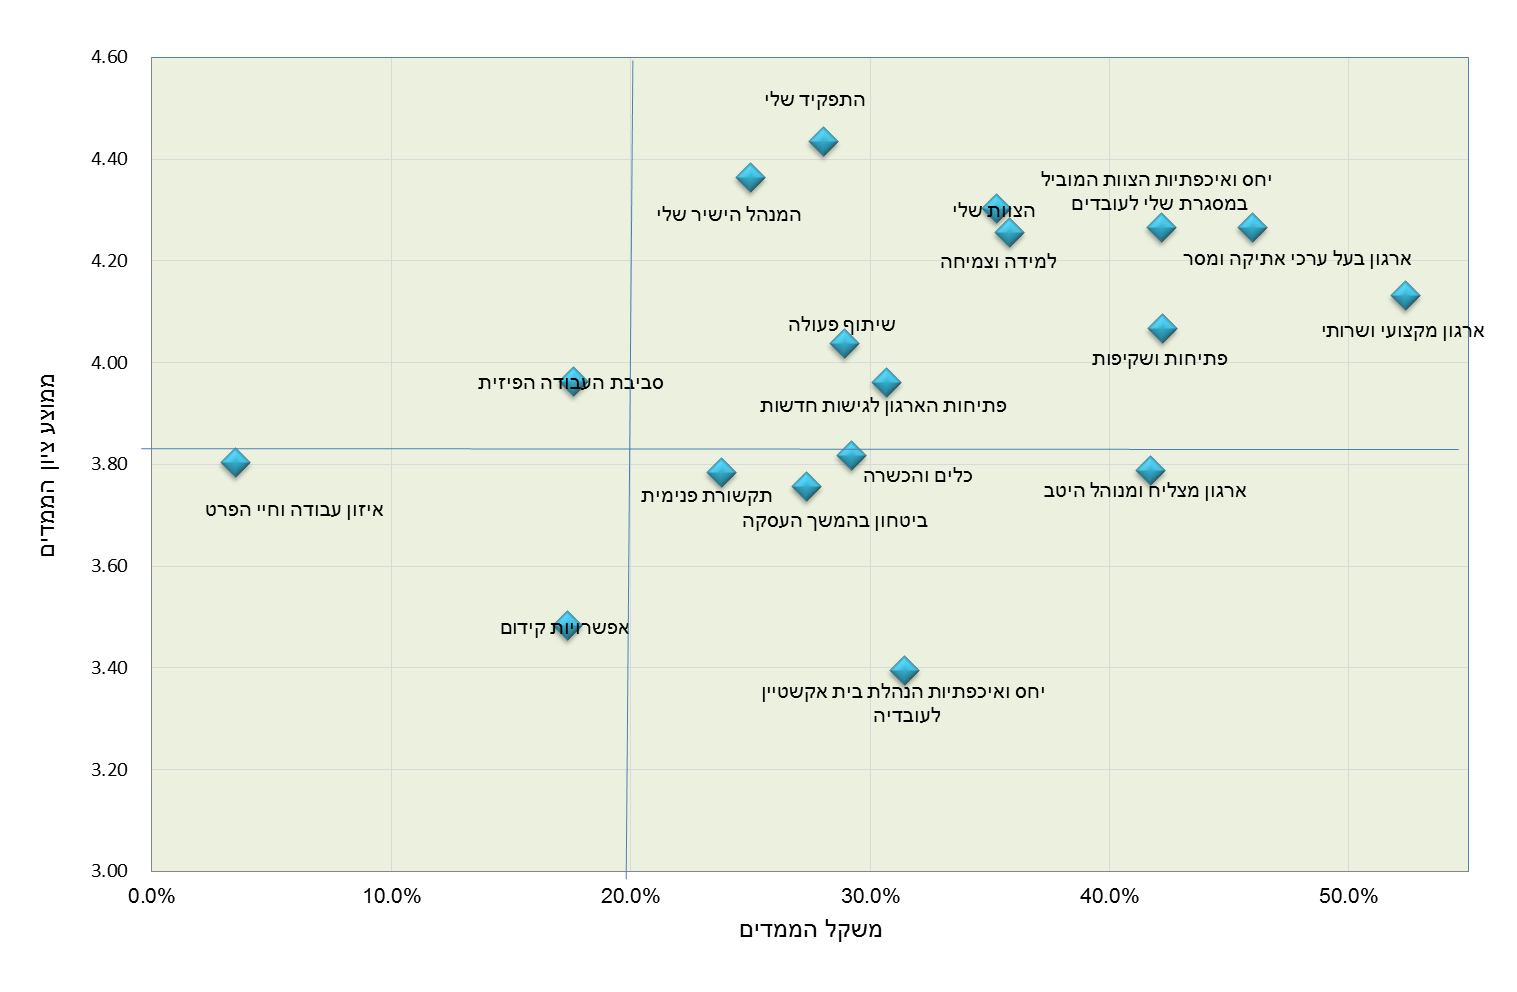 4.60
4.40
4.20
4.00
3.80
3.60
3.40
3.20
3.00
ממוצע ציון הממדים
התפקיד שלי
המנהל הישיר שלי
יחס ואיכפתיות הצוות המוביל
במסגרת שלי לעובדים
הצוות שלי
למידה וצמיחה
ארגון בעל ערכי אתיקה ומסר
ארגון מקצועי ושרותי
שיתוף פעולה
פתיחות ושקיפות
סביבת העבודה הפיזית
פתיחות הארגון לגישות חדשות
כלים והכשרה
תקשורת פנימית
ארגון מצליח ומנוהל היטב
איזון עבודה וחיי הפרט
ביטחון בהמשך העסקה
אפשרויות קידום
יחס ואיכפתיות הנהלת בית אקשטיין
לעובדיה
0.0%
10.0%
20.0%
30.0%
40.0%
50.0%
משקל הממדים